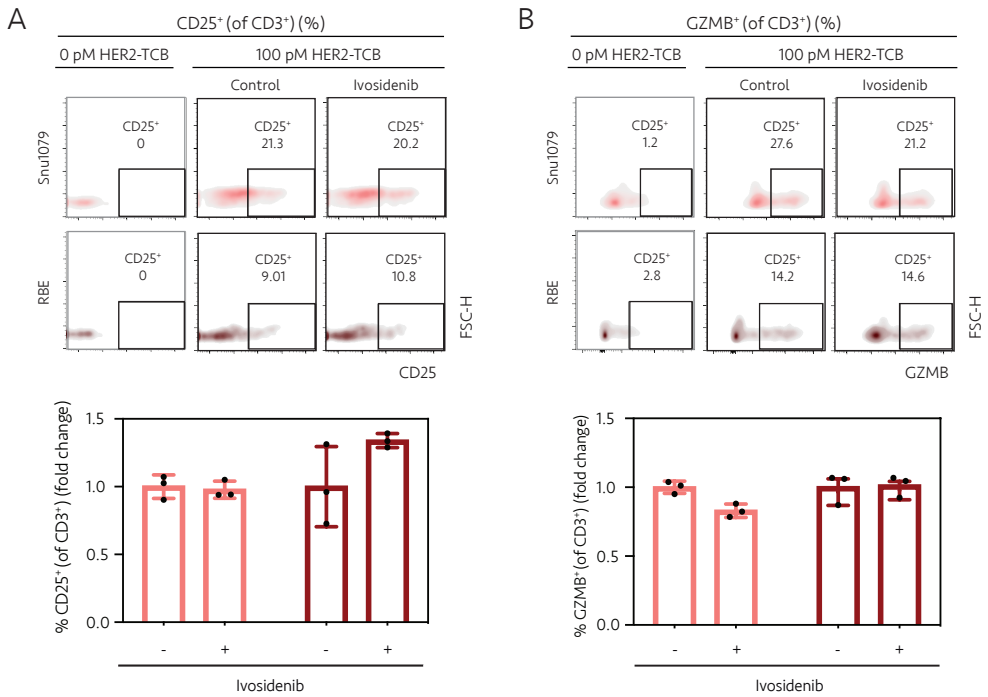 A
CD25⁺ (of CD3⁺) (%)
0 pM HER2-TCB
100 pM HER2-TCB
Control
Ivosidenib
Snu1079
CD25⁺
0
CD25⁺
21.3
CD25⁺
20.2
RBE
CD25⁺
0
CD25⁺
9.01
CD25⁺
10.8
FSC-H
CD25
% CD25⁺ (of CD3⁺) (fold change)
1.5
1.0
0.5
0.0
- + - +
Ivosidenib
B
GZMB⁺ (of CD3⁺) (%)
0 pM HER2-TCB
100 pM HER2-TCB
Control
Ivosidenib
Snu1079
CD25⁺
1.2
CD25⁺
27.6
CD25⁺
21.2
RBE
CD25⁺
2.8
CD25⁺
14.2
CD25⁺
14.6
FSC-H
GZMB
% GZMB⁺ (of CD3⁺) (fold change)
1.5
1.0
0.5
0.0
- + - +
Ivosidenib